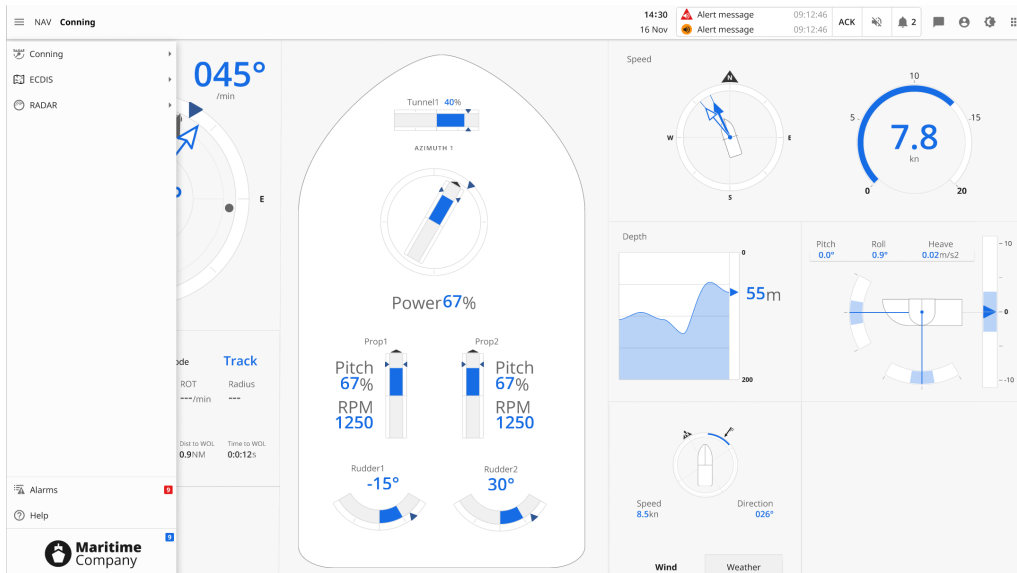 NAV Conning
14:30
16 Nov
Alert message 09:12:46
Alert message 09:12:46
ACK
2
Conning
ECDIS
RADAR
Alarms 9
Help
9
Maritime
Company
045°
/min
E
°
Track
ROT Radius
---/min ---
Dist to WOL Time to WOL
0.9NM 0:0:12s
Tunnel1 40%
AZIMUTH 1
Power 67%
Prop1
Pitch
67%
RPM
1250
Prop2
Pitch
67%
RPM
1250
Rudder1
-15°
Rudder2
30°
Speed
N
W E
S
10
5 15
7.8
kn
0 20
Depth
0
55m
200
Pitch Roll Heave
0.0° 0.9° 0.02m/s2
-10
0
-10
Speed Direction
8.5kn 026°
Wind Weather